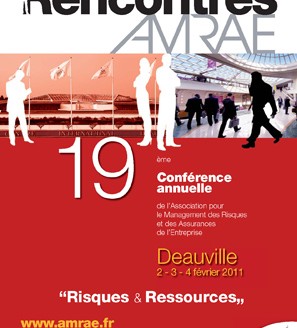 Rencontres
AMRAE
19 ème
Conférence
annuelle
de l'Association pour
le Management des Risques
et des Assurances
de l'Entreprise
Deauville
2 - 3 - 4 février 2011
“Risques & Ressources„
www.amrae.fr